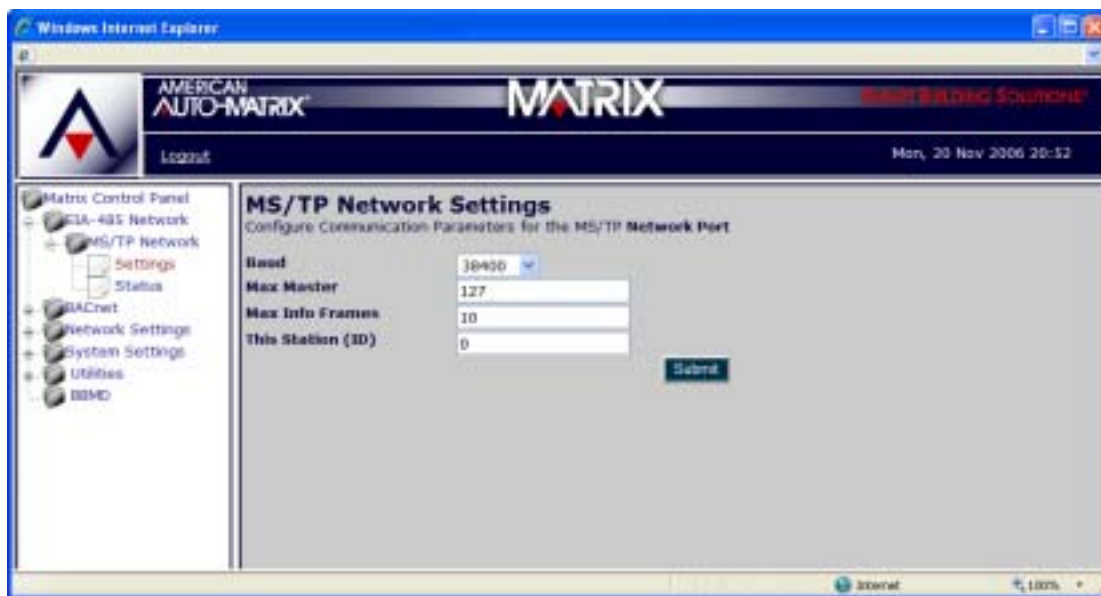 Windows Internet Explorer
AMERICAN
AUTO-MATRIX
MATRIX
SMART BUILDING SOLUTIONS
Logout
Mon, 20 Nov 2006 20:52
Matrix Control Panel
EIA-485 Network
MS/TP Network
Settings
Status
BACnet
Network Settings
System Settings
Utilities
BBMD
MS/TP Network Settings
Configure Communication Parameters for the MS/TP Network Port
Baud
38400
Max Master
127
Max Info Frames
10
This Station (ID)
0
Submit
Internet
100%